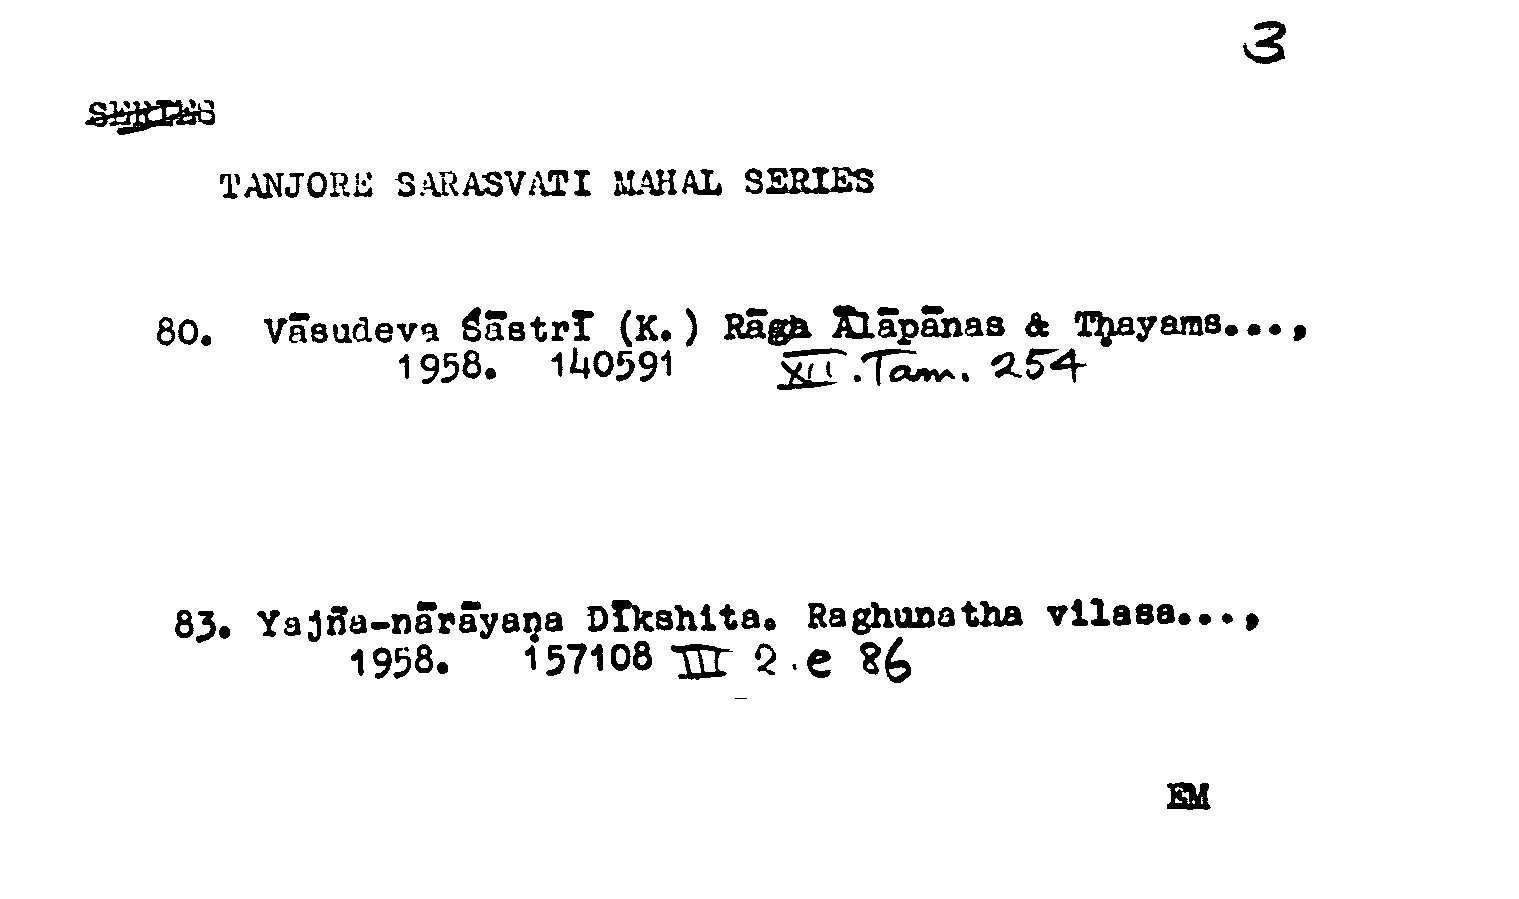 3
SERIES
TANJORE SARASVATI MAHAL SERIES
80. Vāsudeva Śāstrī (K.) Rāga Ālāpānas & Ṭhayams...,
1958. 140591 XII.Tam. 254
83. Yajña-nārāyaṇa Dīkshita. Raghunatha vilasa...,
1958. 157108 III 2.e 86
EM